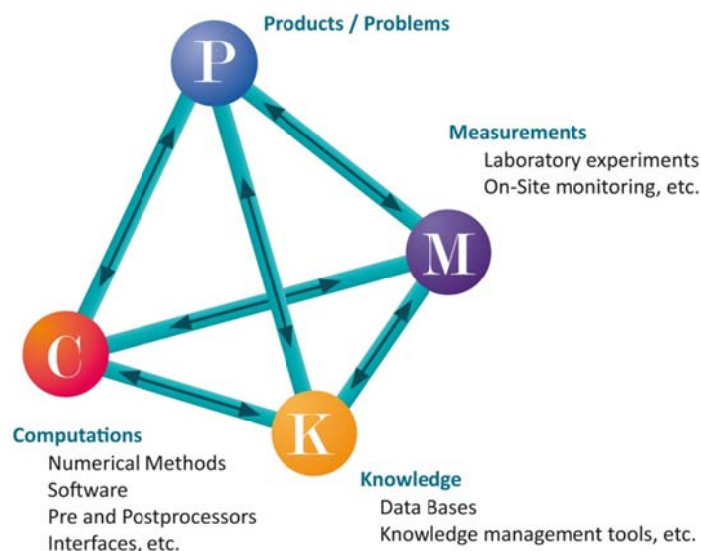 Products / Problems
P
Measurements
Laboratory experiments
On-Site monitoring, etc.
M
C
K
Computations
Numerical Methods
Software
Pre and Postprocessors
Interfaces, etc.
Knowledge
Data Bases
Knowledge management tools, etc.